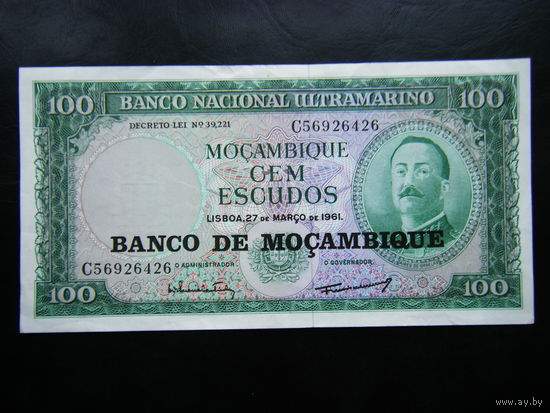 100 BANCO NACIONAL ULTRAMARINO 100
DECRETO-LEI Nº 39,221 C56926426
MOÇAMBIQUE
CEM
ESCUDOS
LISBOA, 27 DE MARÇO DE 1961.
BANCO DE MOÇAMBIQUE
C56926426 O ADMINISTRADOR O GOVERNADOR
100 100
www.ay.by